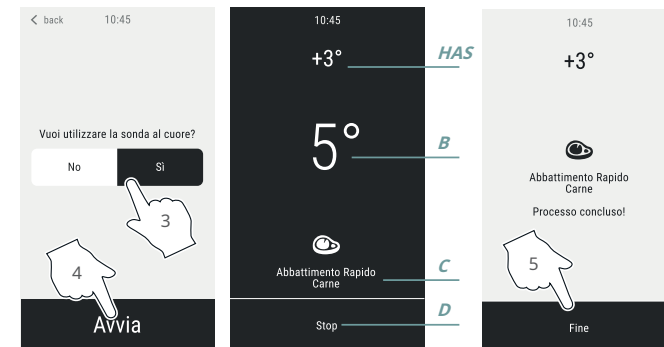 back 10:45
Vuoi utilizzare la sonda al cuore?
No Sì
3
4
Avvia
10:45
+3°
HAS
5°
B
Abbattimento Rapido
Carne
C
Stop
D
10:45
+3°
Abbattimento Rapido
Carne
Processo concluso!
5
Fine